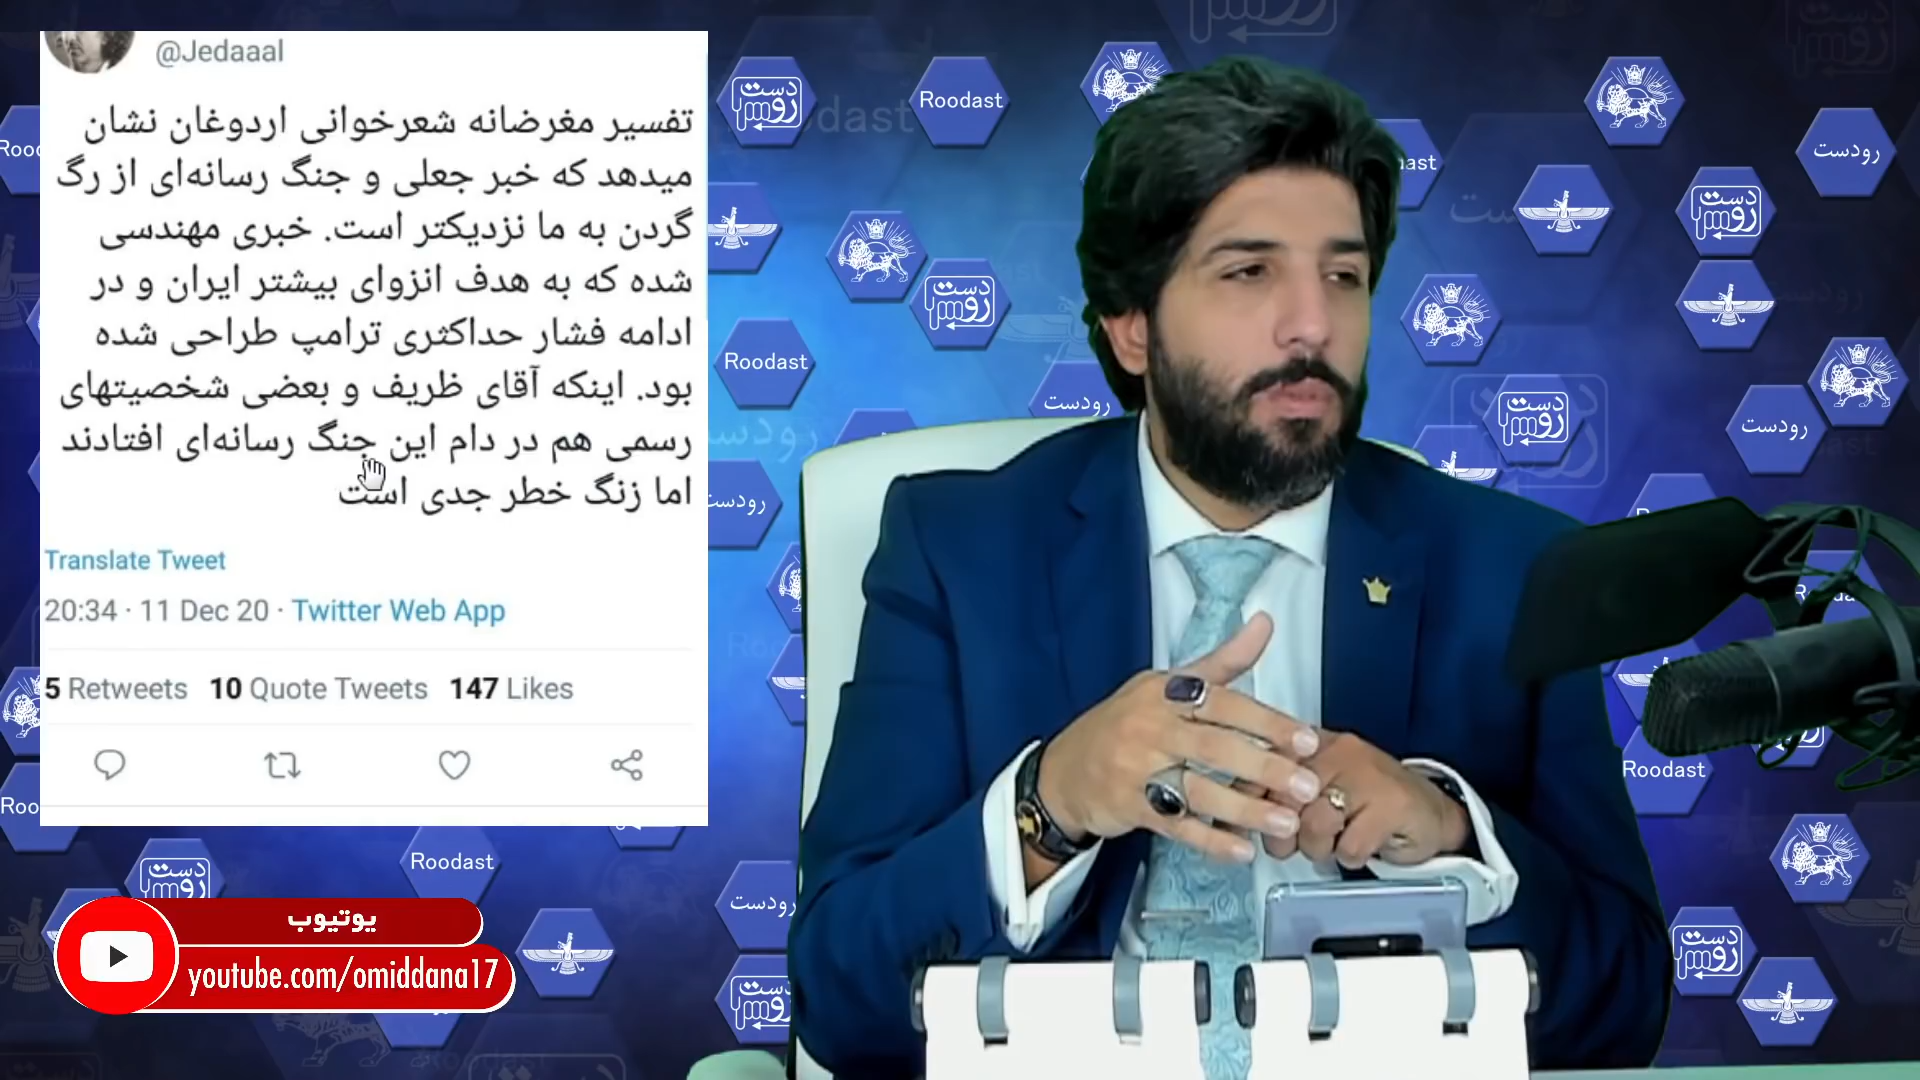 @Jedaaal
تفسیر مغرضانه شعرخوانی اردوغان نشان
میدهد که خبر جعلی و جنگ رسانه‌ای از رگ
گردن به ما نزدیکتر است. خبری مهندسی
شده که به هدف انزوای بیشتر ایران و در
ادامه فشار حداکثری ترامپ طراحی شده
بود. اینکه آقای ظریف و بعضی شخصیتهای
رسمی هم در دام این جنگ رسانه‌ای افتادند
اما زنگ خطر جدی است
Translate Tweet
20:34 · 11 Dec 20 · Twitter Web App
5 Retweets 10 Quote Tweets 147 Likes
یوتیوب
youtube.com/omiddana17
Roodast
رودست
رودست
Roodast
رودست
رودست
رودست
Roodast
Roodast
رودست